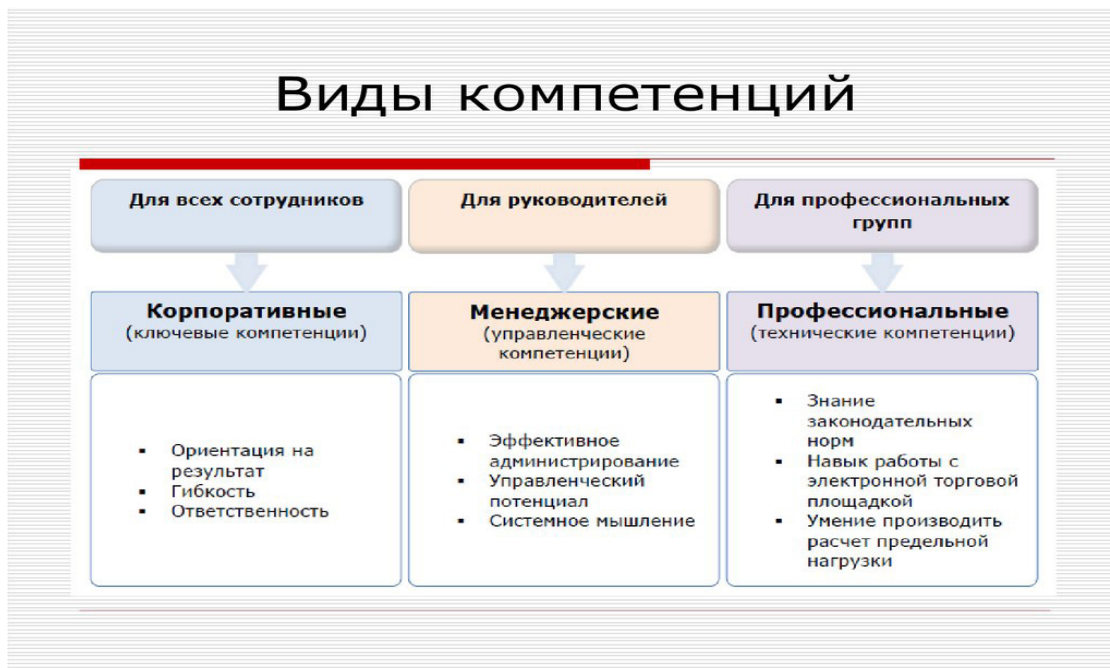 Виды компетенций
Для всех сотрудников
Корпоративные
(ключевые компетенции)
▪ Ориентация на
результат
▪ Гибкость
▪ Ответственность
Для руководителей
Менеджерские
(управленческие
компетенции)
▪ Эффективное
администрирование
▪ Управленческий
потенциал
▪ Системное мышление
Для профессиональных
групп
Профессиональные
(технические компетенции)
▪ Знание
законодательных
норм
▪ Навык работы с
электронной торговой
площадкой
▪ Умение производить
расчет предельной
нагрузки